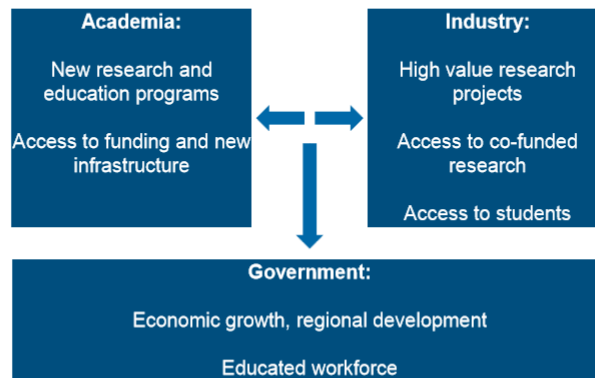 Academia:
New research and
education programs
Access to funding and new
infrastructure
Industry:
High value research
projects
Access to co-funded
research
Access to students
Government:
Economic growth, regional development
Educated workforce